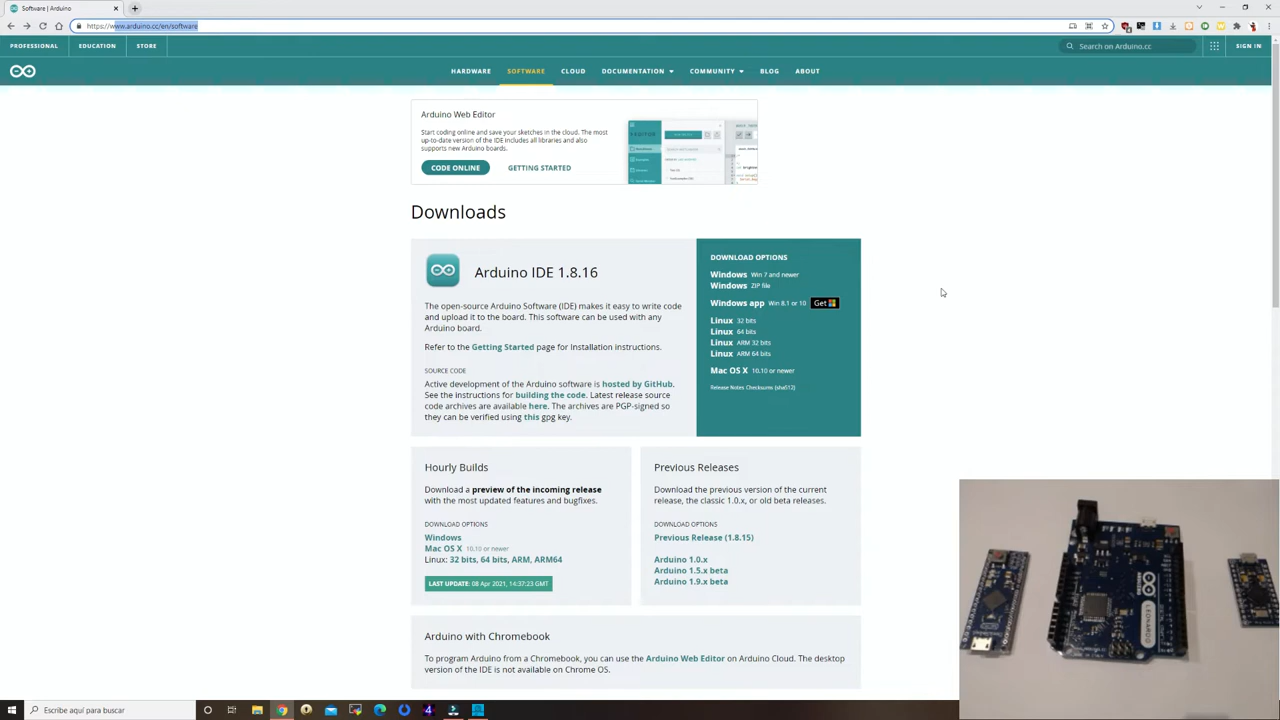 Software | Arduino
https://www.arduino.cc/en/software
PROFESSIONAL EDUCATION STORE
Search on Arduino.cc
SIGN IN
HARDWARE SOFTWARE CLOUD DOCUMENTATION COMMUNITY BLOG ABOUT
Arduino Web Editor
Start coding online and save your sketches in the cloud. The most
up-to-date version of the IDE includes all libraries and also
supports new Arduino boards.
CODE ONLINE GETTING STARTED
Downloads
Arduino IDE 1.8.16
The open-source Arduino Software (IDE) makes it easy to write code
and upload it to the board. This software can be used with any
Arduino board.
Refer to the Getting Started page for Installation instructions.
SOURCE CODE
Active development of the Arduino software is hosted by GitHub.
See the instructions for building the code. Latest release source
code archives are available here. The archives are PGP-signed so
they can be verified using this gpg key.
DOWNLOAD OPTIONS
Windows Win 7 and newer
Windows ZIP file
Windows app Win 8.1 or 10 Get
Linux 32 bits
Linux 64 bits
Linux ARM 32 bits
Linux ARM 64 bits
Mac OS X 10.10 or newer
Release Notes Checksums (sha512)
Hourly Builds
Download a preview of the incoming release
with the most updated features and bugfixes.
DOWNLOAD OPTIONS
Windows
Mac OS X 10.10 or newer
Linux: 32 bits, 64 bits, ARM, ARM64
LAST UPDATE: 08 Apr 2021, 14:37:23 GMT
Previous Releases
Download the previous version of the current
release, the classic 1.0.x, or old beta releases.
DOWNLOAD OPTIONS
Previous Release (1.8.15)
Arduino 1.0.x
Arduino 1.5.x beta
Arduino 1.9.x beta
Arduino with Chromebook
To program Arduino from a Chromebook, you can use the Arduino Web Editor on Arduino Cloud. The desktop
version of the IDE is not available on Chrome OS.
LEONARDO
Escribe aquí para buscar